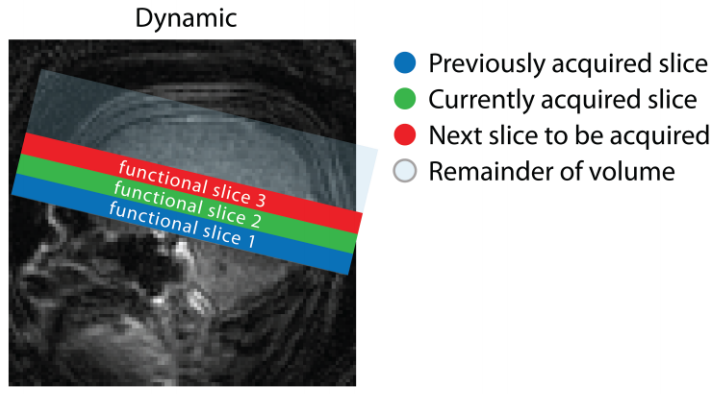 Dynamic
functional slice 3
functional slice 2
functional slice 1
Previously acquired slice
Currently acquired slice
Next slice to be acquired
Remainder of volume